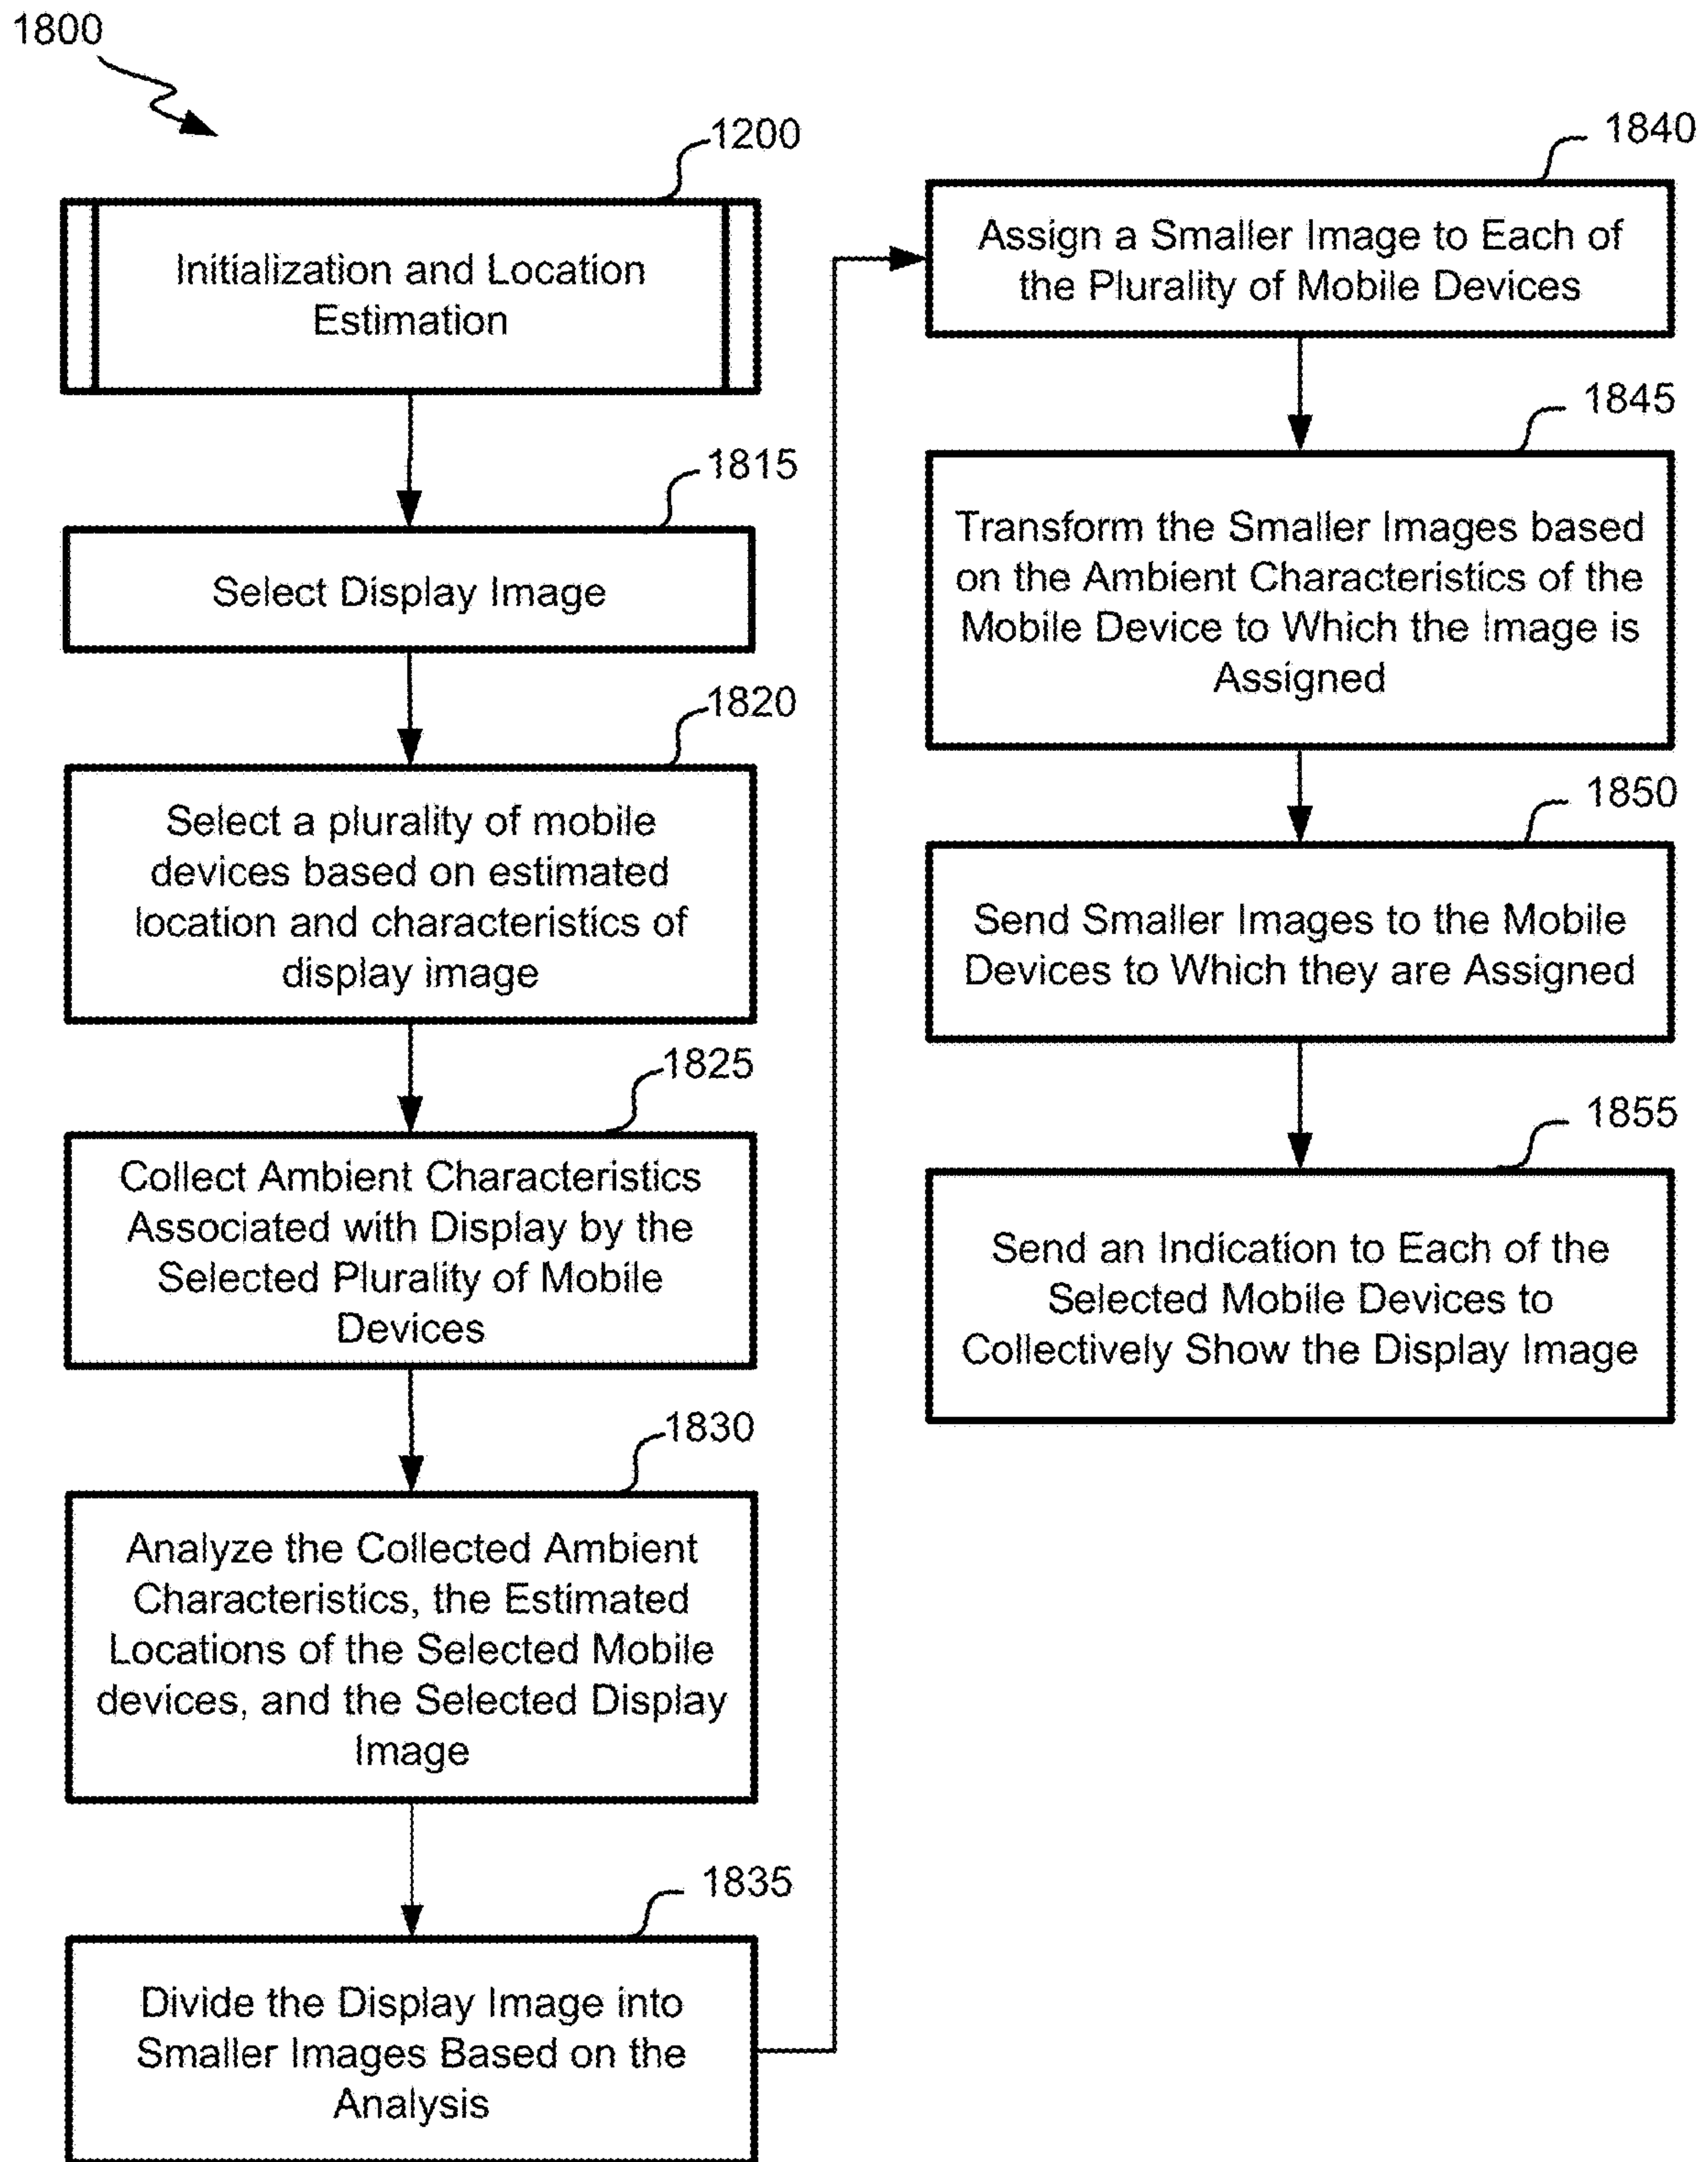 1800
1200
Initialization and Location
Estimation
1815
Select Display Image
1820
Select a plurality of mobile
devices based on estimated
location and characteristics of
display image
1825
Collect Ambient Characteristics
Associated with Display by the
Selected Plurality of Mobile
Devices
1830
Analyze the Collected Ambient
Characteristics, the Estimated
Locations of the Selected Mobile
devices, and the Selected Display
Image
1835
Divide the Display Image into
Smaller Images Based on the
Analysis
1840
Assign a Smaller Image to Each of
the Plurality of Mobile Devices
1845
Transform the Smaller Images based
on the Ambient Characteristics of the
Mobile Device to Which the Image is
Assigned
1850
Send Smaller Images to the Mobile
Devices to Which they are Assigned
1855
Send an Indication to Each of the
Selected Mobile Devices to
Collectively Show the Display Image